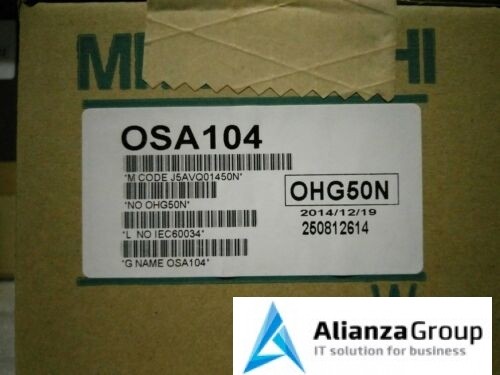 OSA104
*M CODE J5AVQ01450N*
*NO OHG50N*
*L NO IEC60034*
*G NAME OSA104*
OHG50N
2014/12/19
250812614
AlianzaGroup
IT solution for business